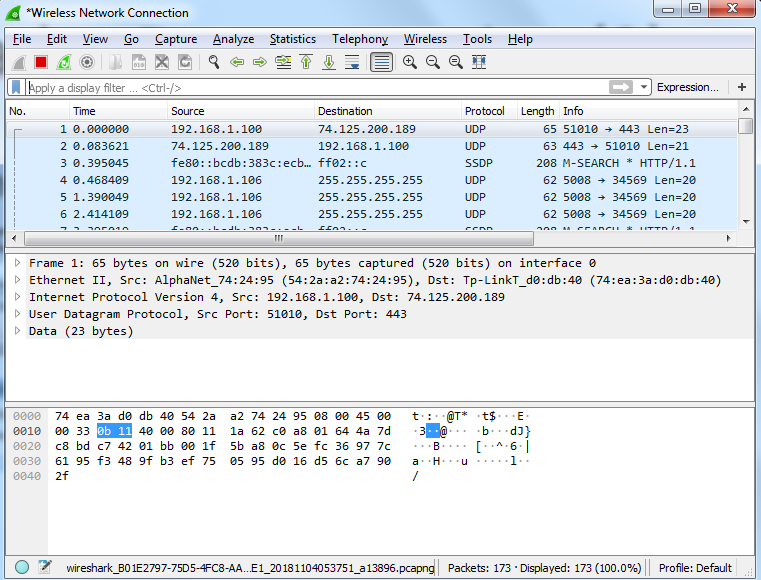 *Wireless Network Connection
File Edit View Go Capture Analyze Statistics Telephony Wireless Tools Help
Apply a display filter ... <Ctrl-/> Expression... +
No. Time Source Destination Protocol Length Info
1 0.000000 192.168.1.100 74.125.200.189 UDP 65 51010 → 443 Len=23
2 0.083621 74.125.200.189 192.168.1.100 UDP 63 443 → 51010 Len=21
3 0.395045 fe80::bcdb:383c:ecb… ff02::c SSDP 208 M-SEARCH * HTTP/1.1
4 0.468409 192.168.1.106 255.255.255.255 UDP 62 5008 → 34569 Len=20
5 1.390049 192.168.1.106 255.255.255.255 UDP 62 5008 → 34569 Len=20
6 2.414109 192.168.1.106 255.255.255.255 UDP 62 5008 → 34569 Len=20
Frame 1: 65 bytes on wire (520 bits), 65 bytes captured (520 bits) on interface 0
Ethernet II, Src: AlphaNet_74:24:95 (54:2a:a2:74:24:95), Dst: Tp-LinkT_d0:db:40 (74:ea:3a:d0:db:40)
Internet Protocol Version 4, Src: 192.168.1.100, Dst: 74.125.200.189
User Datagram Protocol, Src Port: 51010, Dst Port: 443
Data (23 bytes)
0000 74 ea 3a d0 db 40 54 2a a2 74 24 95 08 00 45 00 t·:··@T* ·t$···E·
0010 00 33 0b 11 40 00 80 11 1a 62 c0 a8 01 64 4a 7d ·3··@··· ·b···dJ}
0020 c8 bd c7 42 01 bb 00 1f 5b a8 0c 5e fc 36 97 7c ···B···· [··^·6·|
0030 61 95 f3 48 9f b3 ef 75 05 95 d0 16 d5 6c a7 90 a··H···u ·····l··
0040 2f /
wireshark_B01E2797-75D5-4FC8-AA...E1_20181104053751_a13896.pcapng Packets: 173 · Displayed: 173 (100.0%) Profile: Default